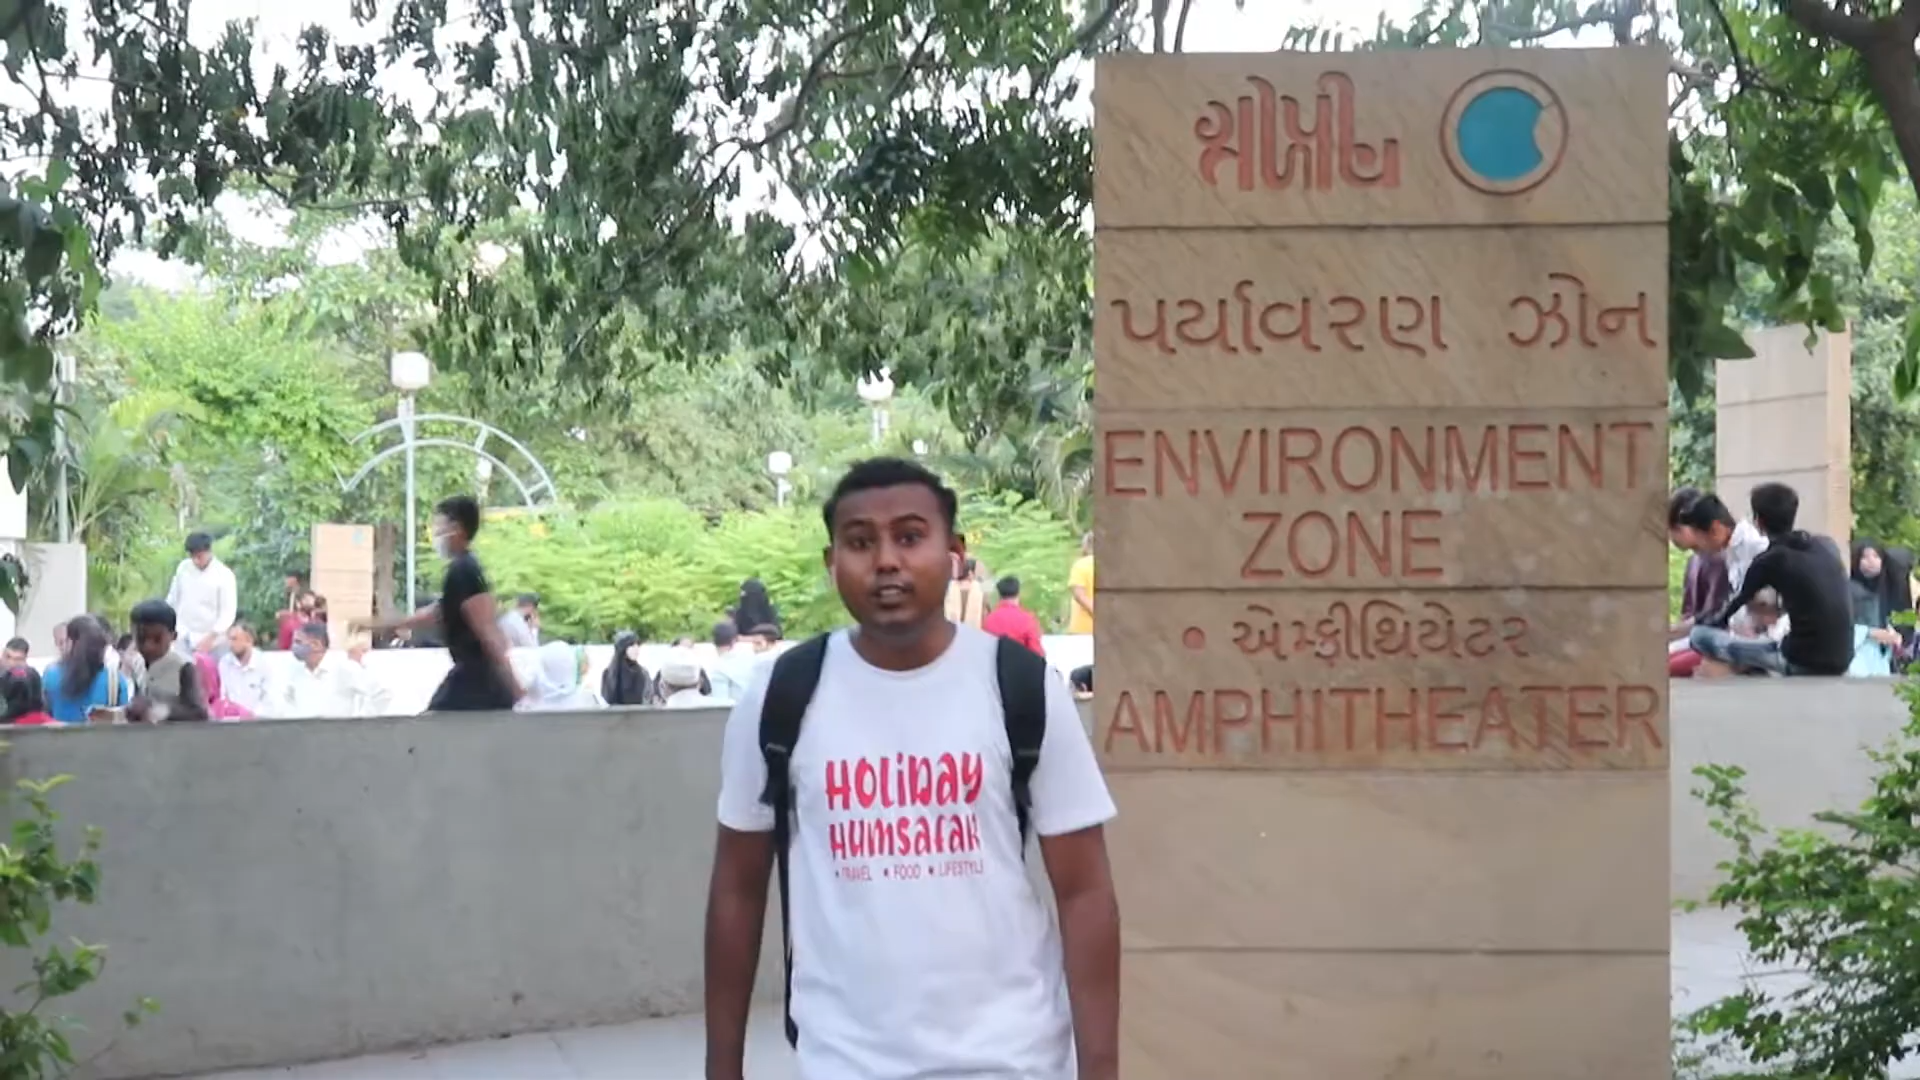 ગોપી
પર્યાવરણ ઝોન
ENVIRONMENT
ZONE
• એમ્ફીથિયેટર
AMPHITHEATER
HOLIDAY
HUMSAFAR
• TRAVEL • FOOD • LIFESTYLE